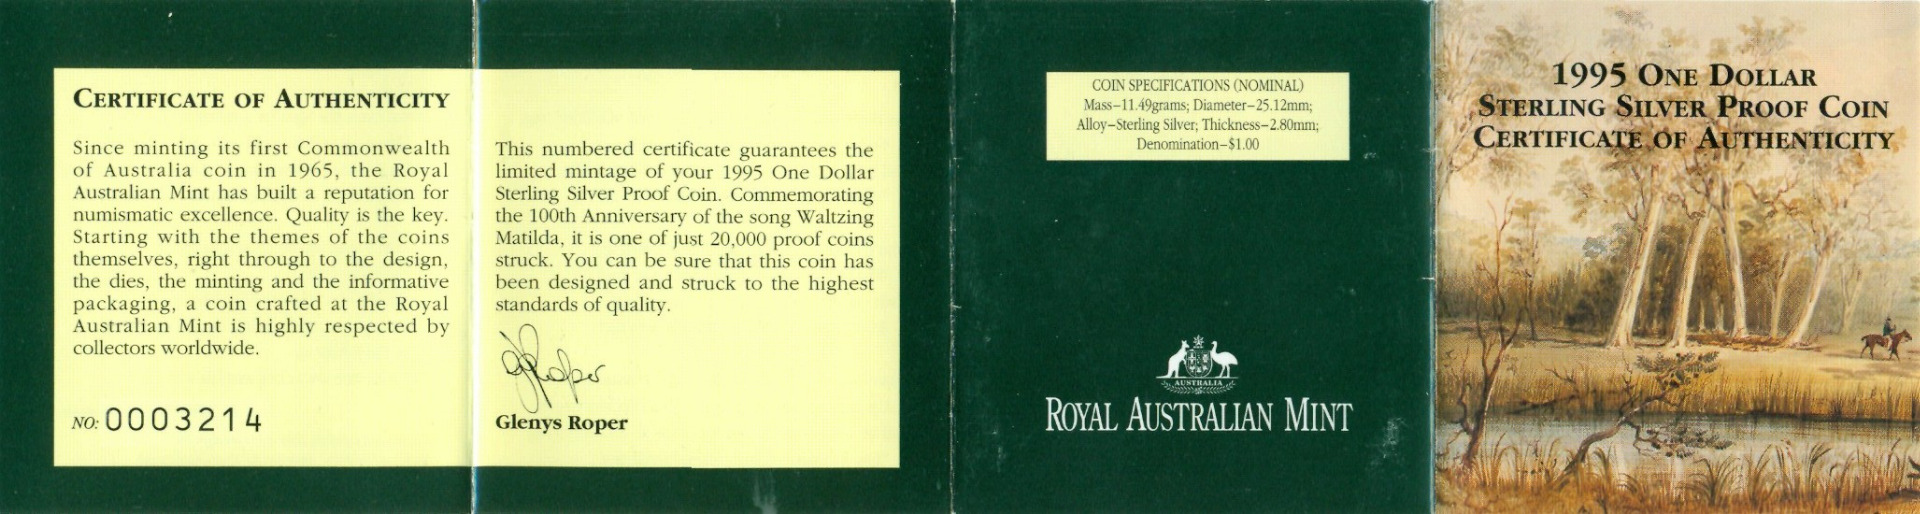 CERTIFICATE OF AUTHENTICITY
Since minting its first Commonwealth
of Australia coin in 1965, the Royal
Australian Mint has built a reputation for
numismatic excellence. Quality is the key.
Starting with the themes of the coins
themselves, right through to the design,
the dies, the minting and the informative
packaging, a coin crafted at the Royal
Australian Mint is highly respected by
collectors worldwide.
NO: 0003214
This numbered certificate guarantees the
limited mintage of your 1995 One Dollar
Sterling Silver Proof Coin. Commemorating
the 100th Anniversary of the song Waltzing
Matilda, it is one of just 20,000 proof coins
struck. You can be sure that this coin has
been designed and struck to the highest
standards of quality.
Glenys Roper
COIN SPECIFICATIONS (NOMINAL)
Mass–11.49grams; Diameter–25.12mm;
Alloy–Sterling Silver; Thickness–2.80mm;
Denomination–$1.00
AUSTRALIA
ROYAL AUSTRALIAN MINT
1995 ONE DOLLAR
STERLING SILVER PROOF COIN
CERTIFICATE OF AUTHENTICITY